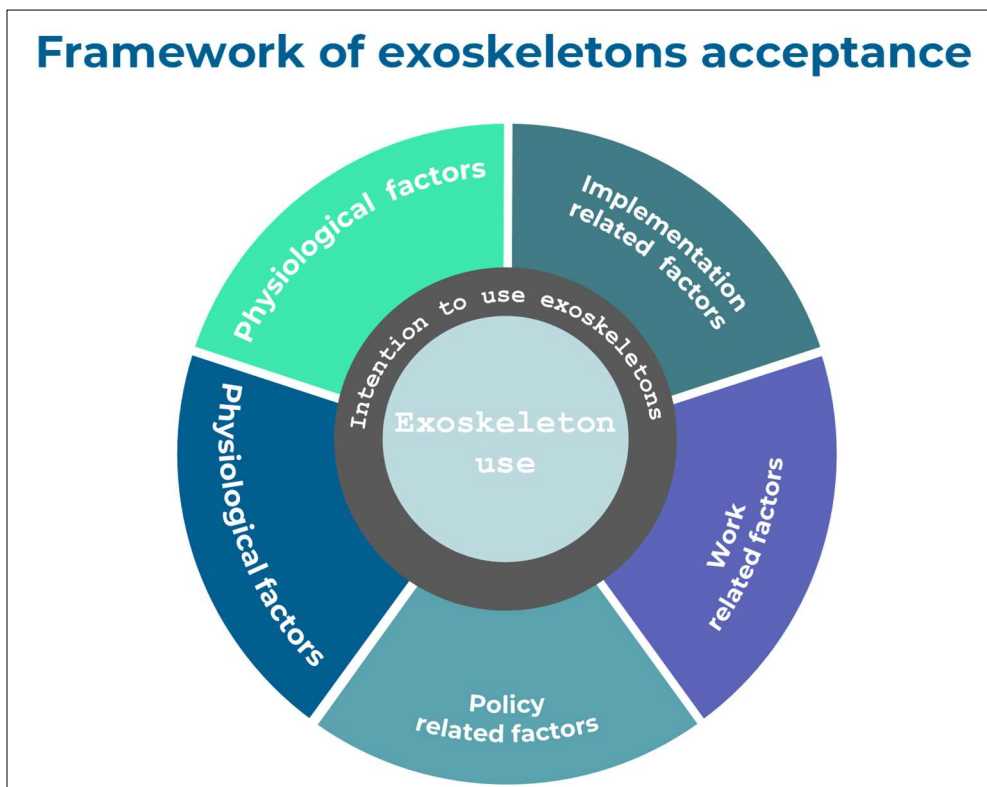 Framework of exoskeletons acceptance
Physiological factors
Implementation
related factors
Intention to use exoskeletons
Exoskeleton
use
Physiological factors
Work
related factors
Policy
related factors